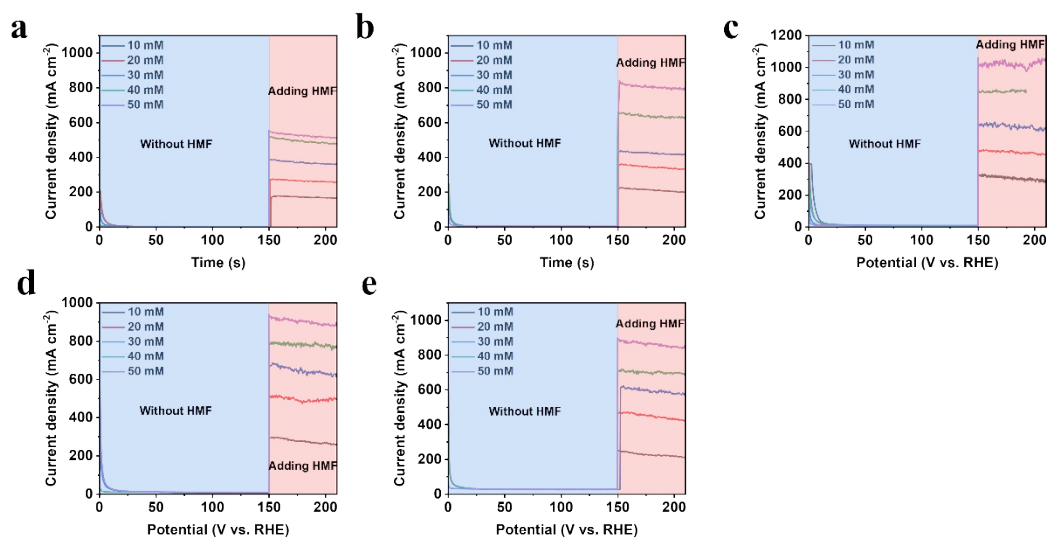 a
Current density (mA cm-2)
1000
800
600
400
200
0
10 mM
20 mM
30 mM
40 mM
50 mM
Without HMF
Adding HMF
0 50 100 150 200
Time (s)
b
Current density (mA cm-2)
1000
800
600
400
200
0
10 mM
20 mM
30 mM
40 mM
50 mM
Without HMF
Adding HMF
0 50 100 150 200
Time (s)
c
Current density (mA cm-2)
1200
1000
800
600
400
200
0
10 mM
20 mM
30 mM
40 mM
50 mM
Without HMF
Adding HMF
0 50 100 150 200
Potential (V vs. RHE)
d
Current density (mA cm-2)
1000
800
600
400
200
0
10 mM
20 mM
30 mM
40 mM
50 mM
Without HMF
Adding HMF
0 50 100 150 200
Potential (V vs. RHE)
e
Current density (mA cm-2)
1000
800
600
400
200
0
10 mM
20 mM
30 mM
40 mM
50 mM
Without HMF
Adding HMF
0 50 100 150 200
Potential (V vs. RHE)